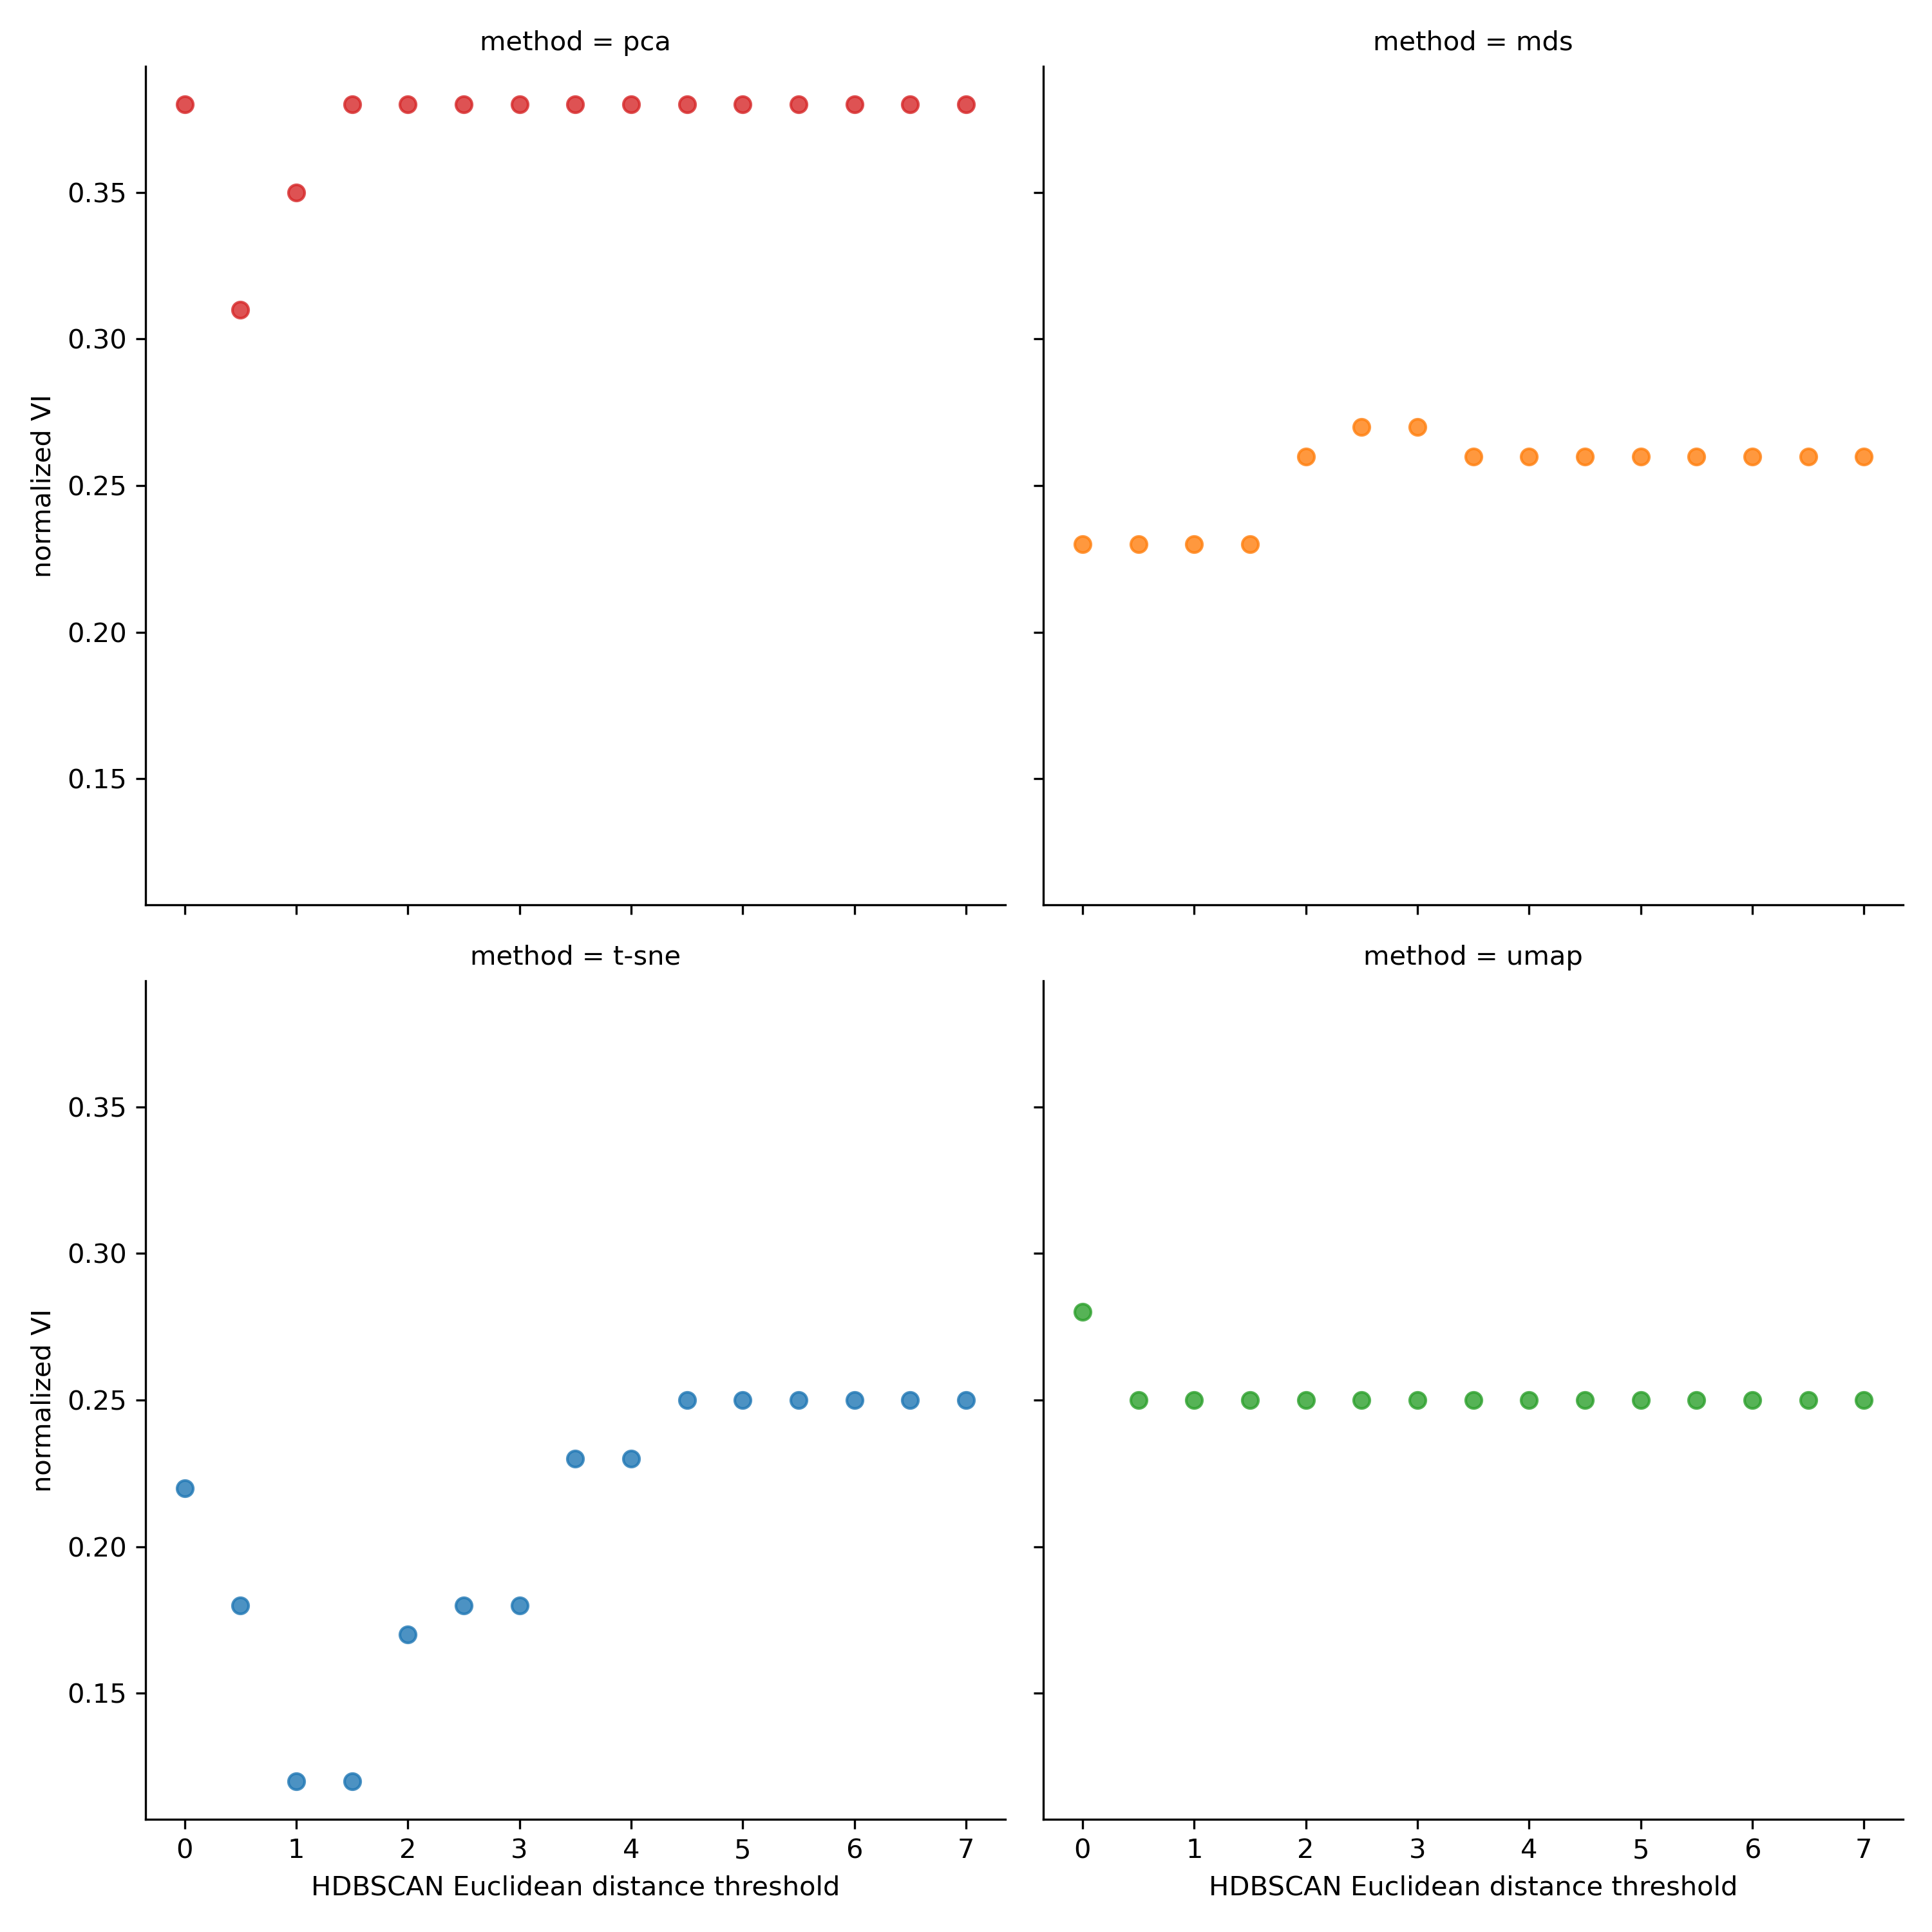 method = pca
method = mds
0.35
0.30
0.25
0.20
0.15
normalized VI
method = t-sne
method = umap
0.35
0.30
0.25
0.20
0.15
normalized VI
0 1 2 3 4 5 6 7
0 1 2 3 4 5 6 7
HDBSCAN Euclidean distance threshold
HDBSCAN Euclidean distance threshold